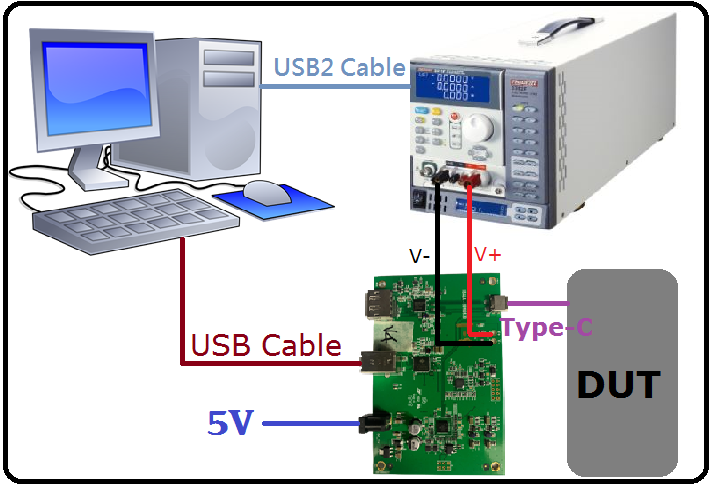 USB2 Cable
V-
V+
Type-C
USB Cable
DUT
5V